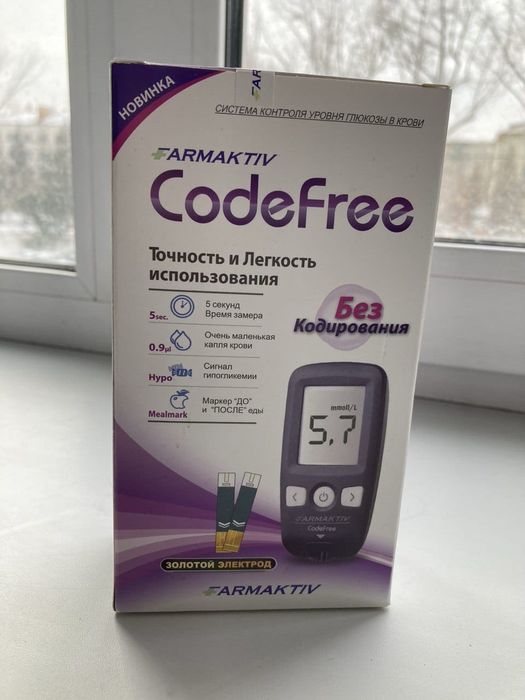 НОВИНКА
FAR
СИСТЕМА КОНТРОЛЯ УРОВНЯ ГЛЮКОЗЫ В КРОВИ
FARMAKTIV
CodeFree
Точность и Легкость
использования
5sec.
5 секунд
Время замера
0.9µl
Очень маленькая
капля крови
Hypo
Сигнал
гипогликемии
Mealmark
Маркер "ДО"
и "ПОСЛЕ" еды
Без
Кодирования
mmoll/L
5,7
FARMAKTIV
CodeFree
ЗОЛОТОЙ ЭЛЕКТРОД
FARMAKTIV